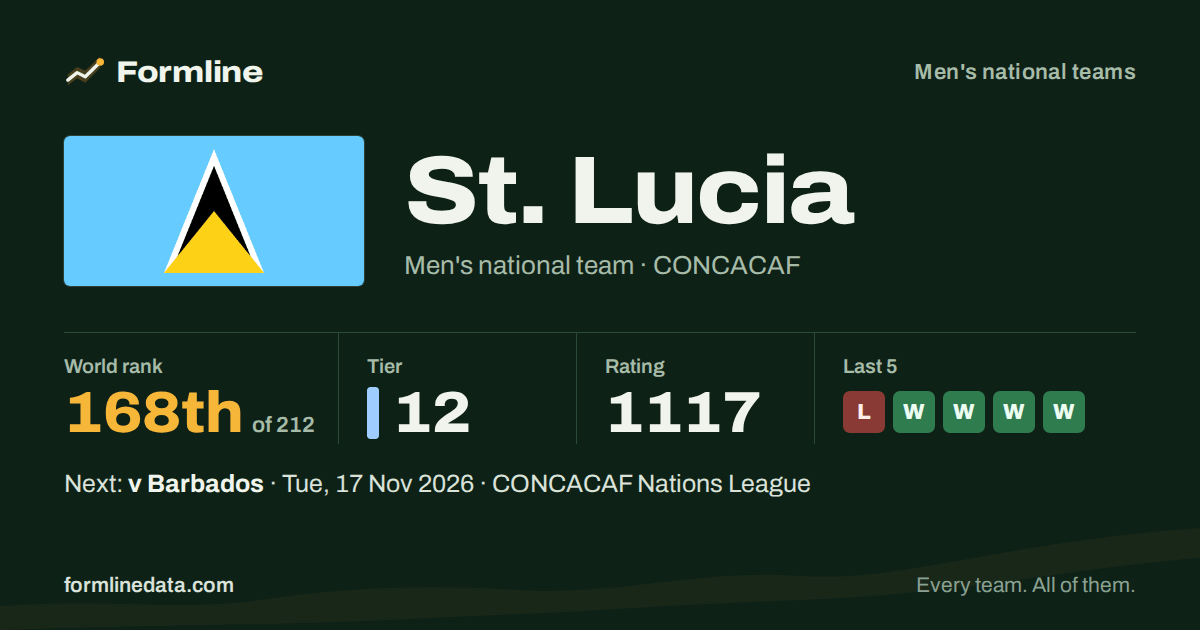 Formline
Men's national teams
St. Lucia
Men's national team · CONCACAF
World rank
168th of 212
Tier
12
Rating
1117
Last 5
L W W W W
Next: v Barbados · Tue, 17 Nov 2026 · CONCACAF Nations League
formlinedata.com
Every team. All of them.